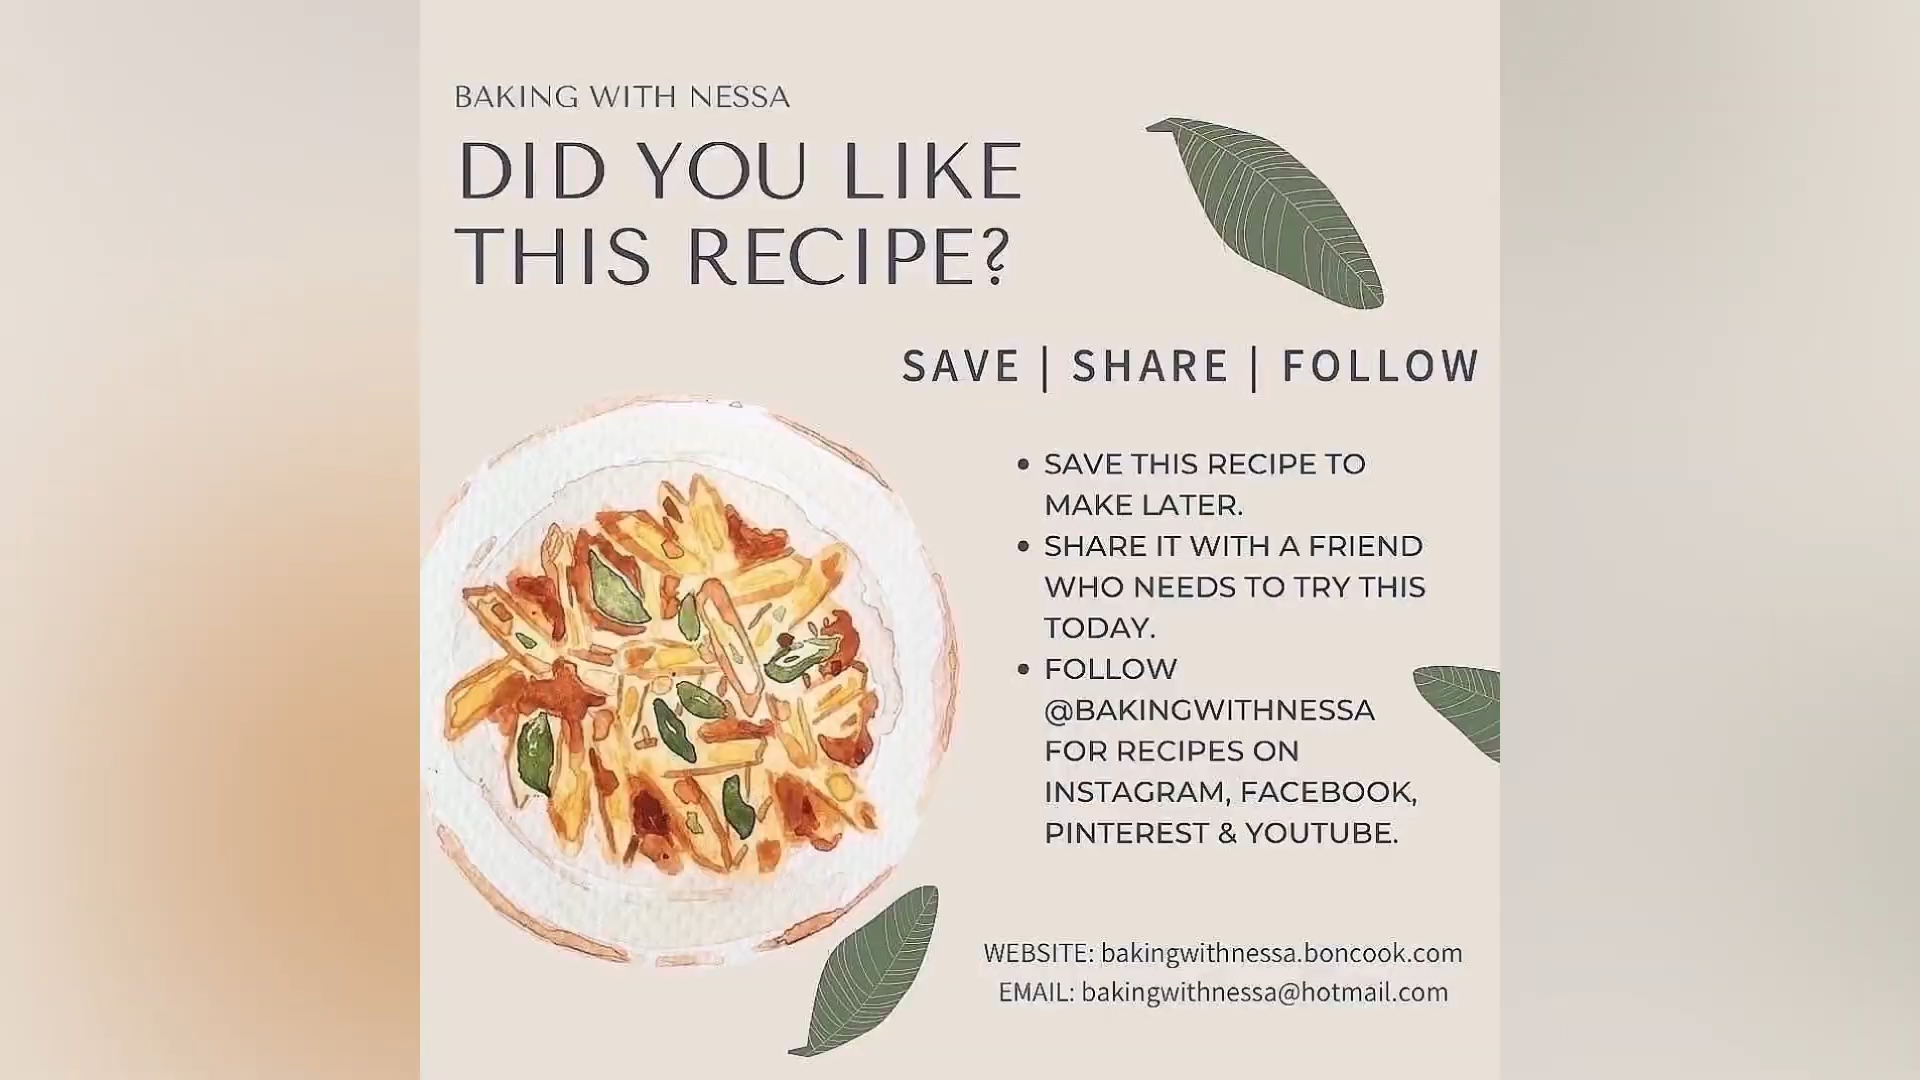 BAKING WITH NESSA
DID YOU LIKE
THIS RECIPE?
SAVE | SHARE | FOLLOW
• SAVE THIS RECIPE TO
MAKE LATER.
• SHARE IT WITH A FRIEND
WHO NEEDS TO TRY THIS
TODAY.
• FOLLOW
@BAKINGWITHNESSA
FOR RECIPES ON
INSTAGRAM, FACEBOOK,
PINTEREST & YOUTUBE.
WEBSITE: bakingwithnessa.boncook.com
EMAIL: bakingwithnessa@hotmail.com